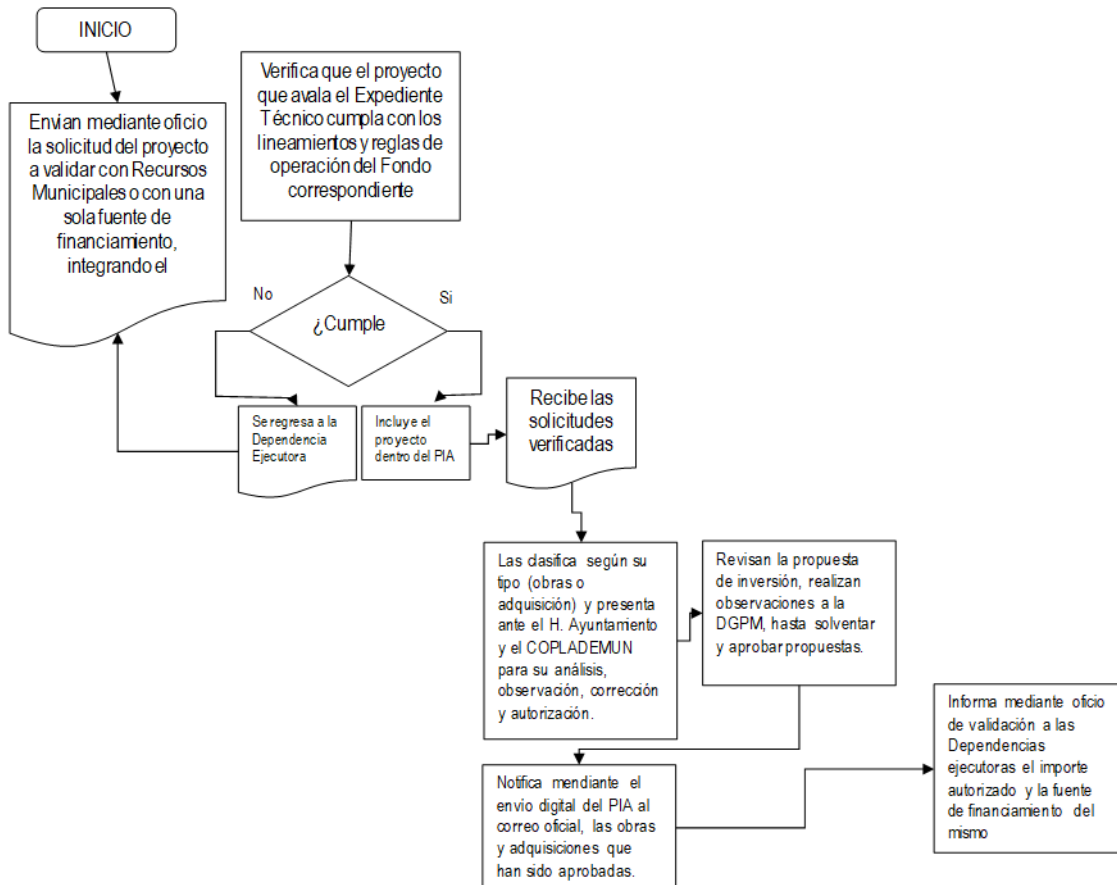 INICIO
Envian mediante oficio
la solicitud del proyecto
a validar con Recursos
Municipales o con una
sola fuente de
financiamiento,
integrando el
Verifica que el proyecto
que avala el Expediente
Técnico cumpla con los
lineamientos y reglas de
operación del Fondo
correspondiente
No
Si
¿Cumple
Se regresa a la
Dependencia
Ejecutora
Incluye el
proyecto
dentro del PIA
Recibe las
solicitudes
verificadas
Las clasifica según su
tipo (obras o
adquisición) y presenta
ante el H. Ayuntamiento
y el COPLADEMUN
para su análisis,
observación, corrección
y autorización.
Revisan la propuesta
de inversión, realizan
observaciones a la
DGPM, hasta solventar
y aprobar propuestas.
Notifica mendiante el
envio digital del PIA al
correo oficial, las obras
y adquisiciones que
han sido aprobadas.
Informa mediante oficio
de validación a las
Dependencias
ejecutoras el importe
autorizado y la fuente
de financiamiento del
mismo